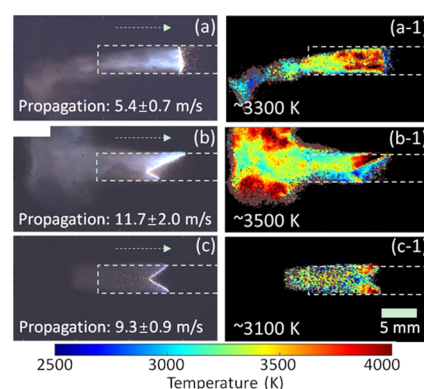 (a)
Propagation: 5.4±0.7 m/s
(a-1)
~3300 K
(b)
Propagation: 11.7±2.0 m/s
(b-1)
~3500 K
(c)
Propagation: 9.3±0.9 m/s
(c-1)
~3100 K
5 mm
2500 3000 3500 4000
Temperature (K)